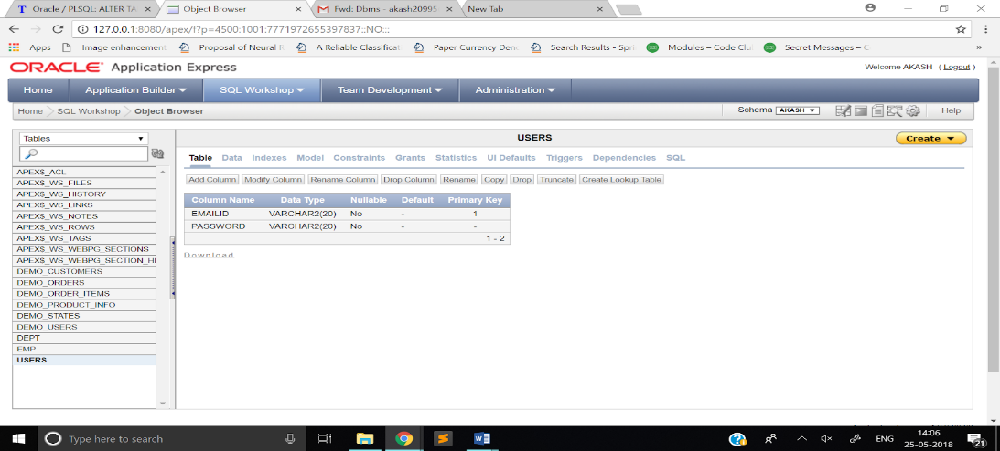 Oracle / PLSQL: ALTER TA
Object Browser
Fwd: Dbms - akash20995
New Tab
127.0.0.1:8080/apex/f?p=4500:1001:7771972655397837::NO:::
Apps
Image enhancement
Proposal of Neural
A Reliable Classificat
Paper Currency Den
Search Results - Spri
Modules – Code Clu
Secret Messages – C
»
ORACLE Application Express
Welcome AKASH ( Logout )
Home
Application Builder
SQL Workshop
Team Development
Administration
Home SQL Workshop Object Browser
Schema AKASH
Help
Tables
USERS
Create
Table Data Indexes Model Constraints Grants Statistics UI Defaults Triggers Dependencies SQL
Add Column Modify Column Rename Column Drop Column Rename Copy Drop Truncate Create Lookup Table
Column Name Data Type Nullable Default Primary Key
EMAILID VARCHAR2(20) No - 1
PASSWORD VARCHAR2(20) No - -
1 - 2
Download
APEX$_ACL
APEX$_WS_FILES
APEX$_WS_HISTORY
APEX$_WS_LINKS
APEX$_WS_NOTES
APEX$_WS_ROWS
APEX$_WS_TAGS
APEX$_WS_WEBPG_SECTIONS
APEX$_WS_WEBPG_SECTION_HI
DEMO_CUSTOMERS
DEMO_ORDERS
DEMO_ORDER_ITEMS
DEMO_PRODUCT_INFO
DEMO_STATES
DEMO_USERS
DEPT
EMP
USERS
Type here to search
ENG
14:06
25-05-2018
21